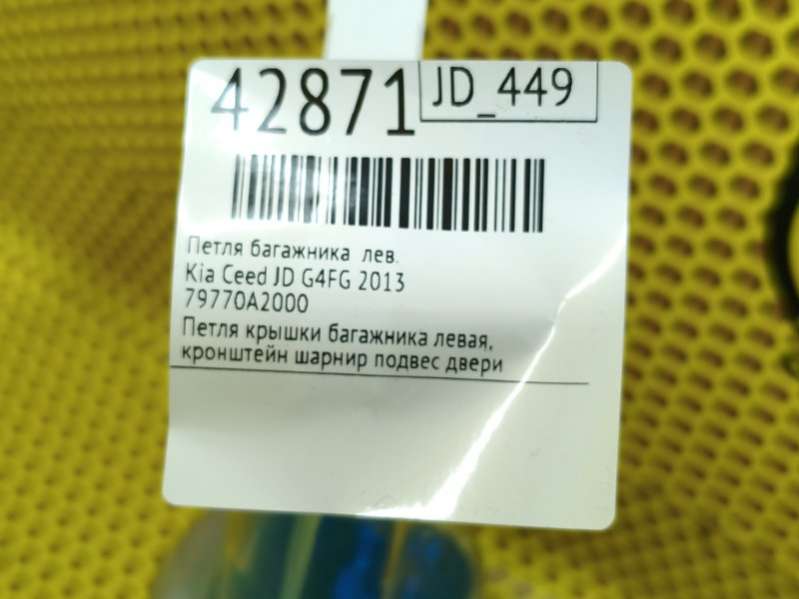 42871 JD_449
Петля багажника лев.
Kia Ceed JD G4FG 2013
79770A2000
Петля крышки багажника левая,
кронштейн шарнир подвес двери